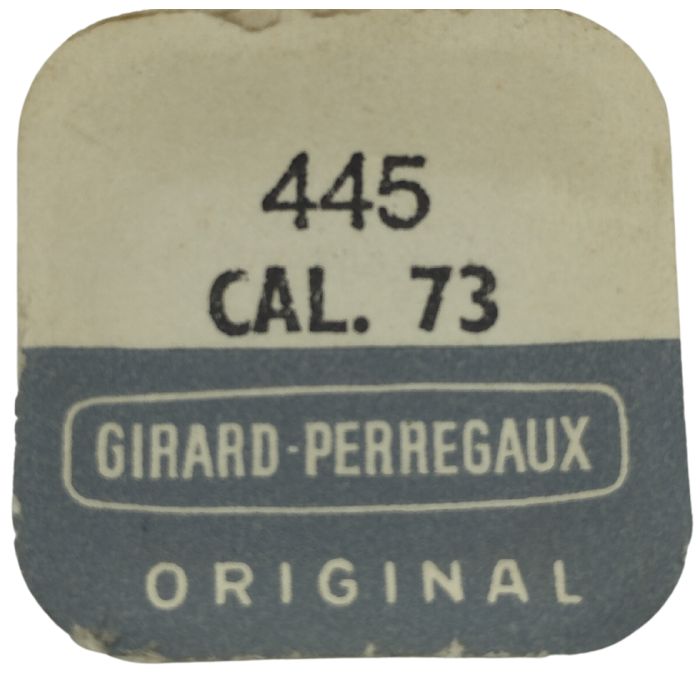 445
CAL. 73
GIRARD-PERREGAUX
ORIGINAL